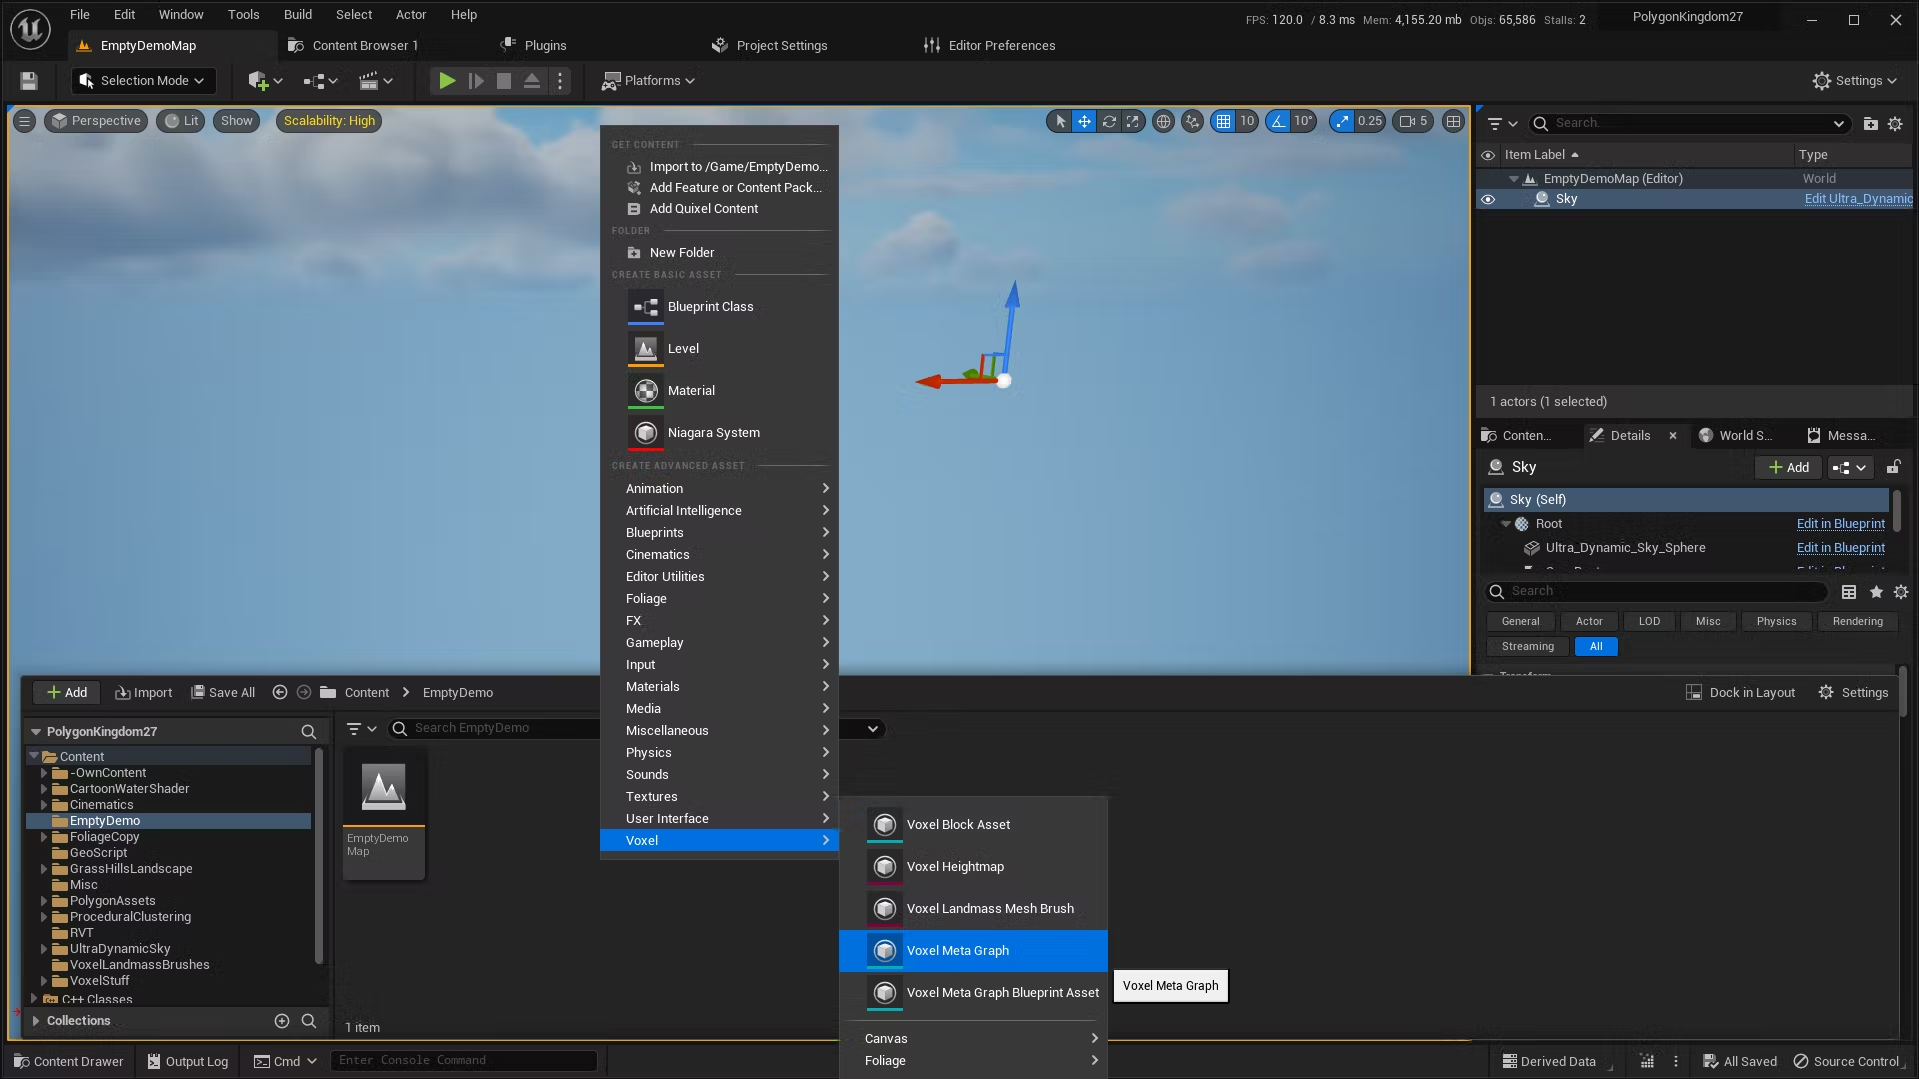 File Edit Window Tools Build Select Actor Help
FPS: 120.0 / 8.3 ms Mem: 4,155.20 mb Objs: 65,586 Stalls: 2
PolygonKingdom27
EmptyDemoMap
Content Browser 1
Plugins
Project Settings
Editor Preferences
Selection Mode
Platforms
Settings
Perspective
Lit
Show
Scalability: High
10
10°
0.25
5
GET CONTENT
Import to /Game/EmptyDemo...
Add Feature or Content Pack...
Add Quixel Content
FOLDER
New Folder
CREATE BASIC ASSET
Blueprint Class
Level
Material
Niagara System
CREATE ADVANCED ASSET
Animation
Artificial Intelligence
Blueprints
Cinematics
Editor Utilities
Foliage
FX
Gameplay
Input
Materials
Media
Miscellaneous
Physics
Sounds
Textures
User Interface
Voxel
Voxel Block Asset
Voxel Heightmap
Voxel Landmass Mesh Brush
Voxel Meta Graph
Voxel Meta Graph Blueprint Asset
Canvas
Foliage
Voxel Meta Graph
Search...
Item Label
Type
EmptyDemoMap (Editor)
World
Sky
Edit Ultra_Dynamic
1 actors (1 selected)
Conten...
Details
World S...
Messa...
Sky
Add
Sky (Self)
Root
Edit in Blueprint
Ultra_Dynamic_Sky_Sphere
Edit in Blueprint
Search
General
Actor
LOD
Misc
Physics
Rendering
Streaming
All
Add
Import
Save All
Content
EmptyDemo
Dock in Layout
Settings
PolygonKingdom27
Search EmptyDemo
Content
-OwnContent
CartoonWaterShader
Cinematics
EmptyDemo
FoliageCopy
GeoScript
GrassHillsLandscape
Misc
PolygonAssets
ProceduralClustering
RVT
UltraDynamicSky
VoxelLandmassBrushes
VoxelStuff
C++ Classes
Collections
EmptyDemo
Map
1 item
Content Drawer
Output Log
Cmd
Enter Console Command
Derived Data
All Saved
Source Control